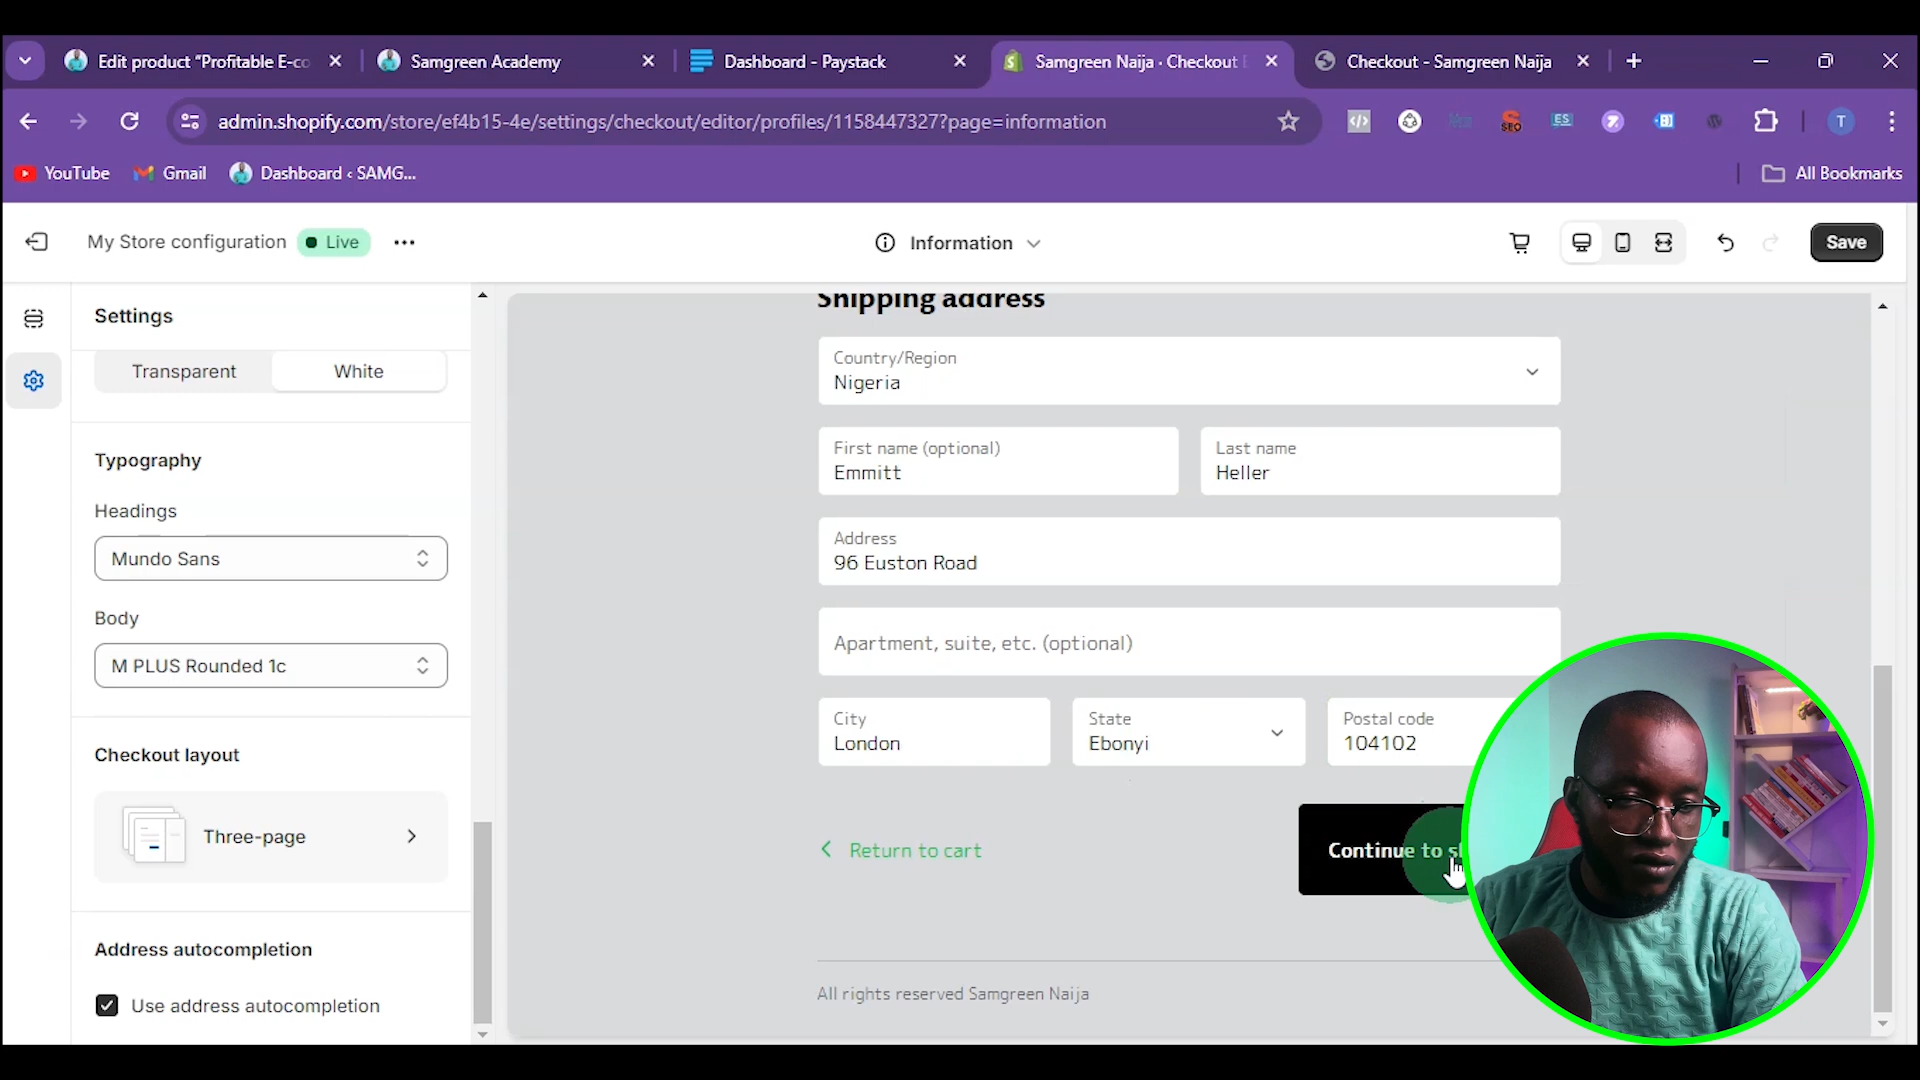 Edit product “Profitable E-co
Samgreen Academy
Dashboard - Paystack
Samgreen Naija · Checkout
Checkout - Samgreen Naija
admin.shopify.com/store/ef4b15-4e/settings/checkout/editor/profiles/1158447327?page=information
SEO
ES
T
YouTube
Gmail
Dashboard ‹ SAMG...
All Bookmarks
My Store configuration
Live
Information
Save
Settings
Transparent
White
Typography
Headings
Mundo Sans
Body
M PLUS Rounded 1c
Checkout layout
Three-page
Address autocompletion
Use address autocompletion
Shipping address
Country/Region
Nigeria
First name (optional)
Emmitt
Last name
Heller
Address
96 Euston Road
Apartment, suite, etc. (optional)
City
London
State
Ebonyi
Postal code
104102
Return to cart
Continue to
All rights reserved Samgreen Naija